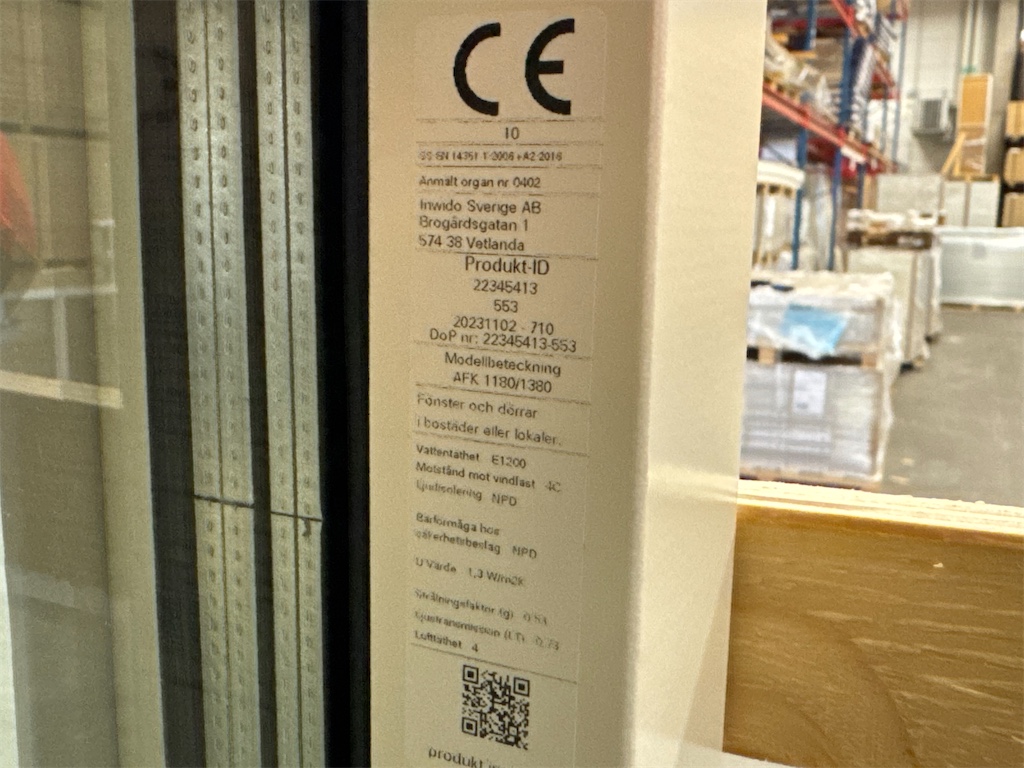 CE
10
SS-EN 14351-1:2006+A2:2016
Anmält organ nr 0402
Inwido Sverige AB
Brogårdsgatan 1
574 38 Vetlanda
Produkt-ID
22345413
553
20231102 - 710
DoP nr: 22345413-553
Modellbeteckning
AFK 1180/1380
Fönster och dörrar
i bostäder eller lokaler.
Vattentäthet E1200
Motstånd mot vindlast 4C
Ljudisolering NPD
Bärförmåga hos
säkerhetsbeslag NPD
U Värde 1,3 W/m2K
Strålningsfaktor (g) 0.53
Ljustransmission (LT) 0.73
Lufttäthet 4